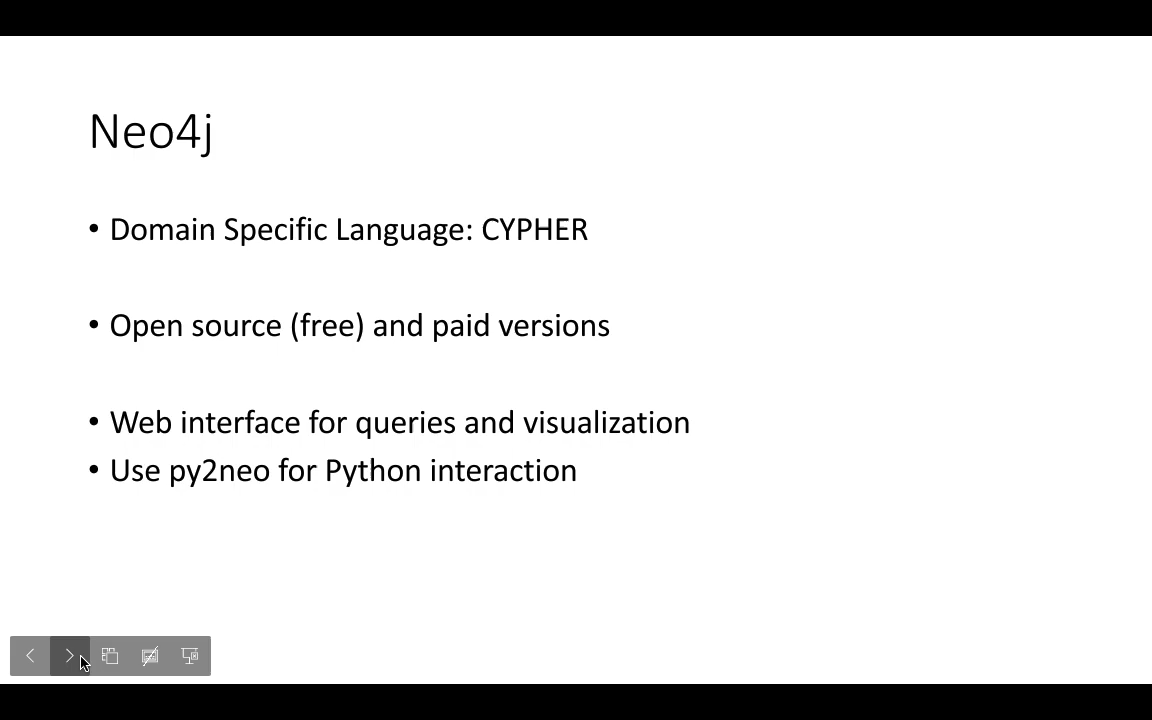 Neo4j
• Domain Specific Language: CYPHER
• Open source (free) and paid versions
• Web interface for queries and visualization
• Use py2neo for Python interaction